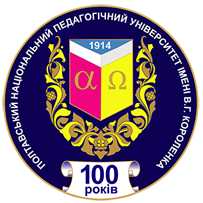 ПОЛТАВСЬКИЙ НАЦІОНАЛЬНИЙ ПЕДАГОГІЧНИЙ УНІВЕРСИТЕТ ІМЕНІ В.Г. КОРОЛЕНКА
1914
α Ω
100
років